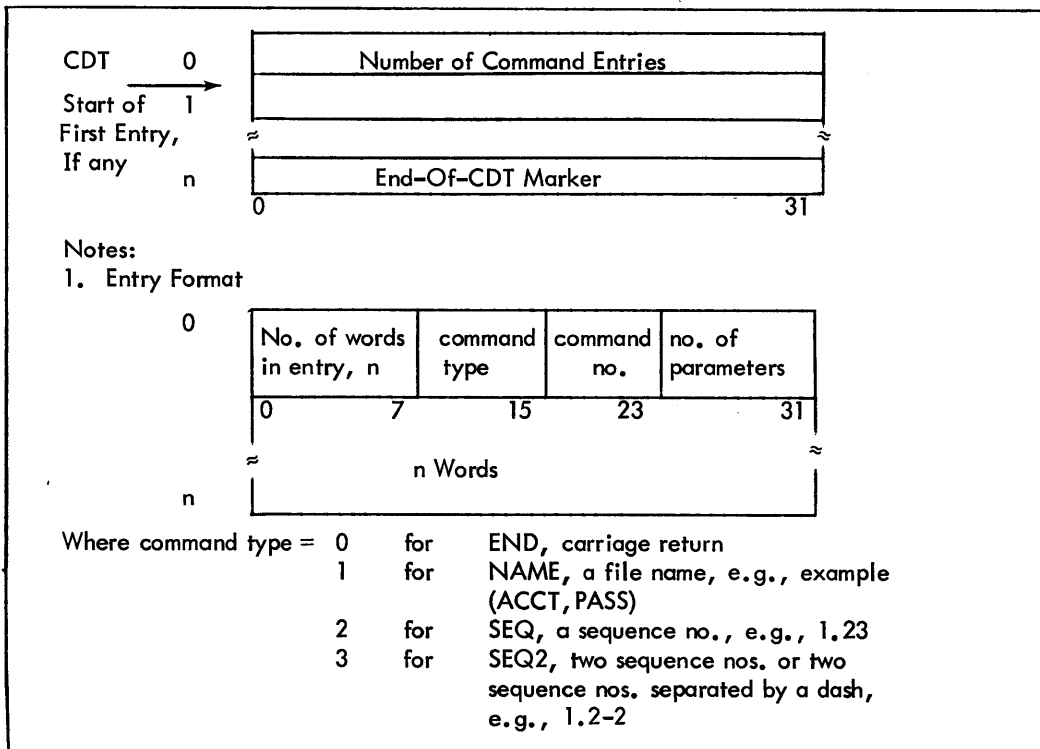 CDT 0 Number of Command Entries
Start of 1
First Entry,
If any
n End-Of-CDT Marker
0 31
Notes:
1. Entry Format
0 No. of words command command no. of
in entry, n type no. parameters
0 7 15 23 31
≈ n Words ≈
n
Where command type = 0 for END, carriage return
1 for NAME, a file name, e.g., example
(ACCT, PASS)
2 for SEQ, a sequence no., e.g., 1.23
3 for SEQ2, two sequence nos. or two
sequence nos. separated by a dash,
e.g., 1.2-2